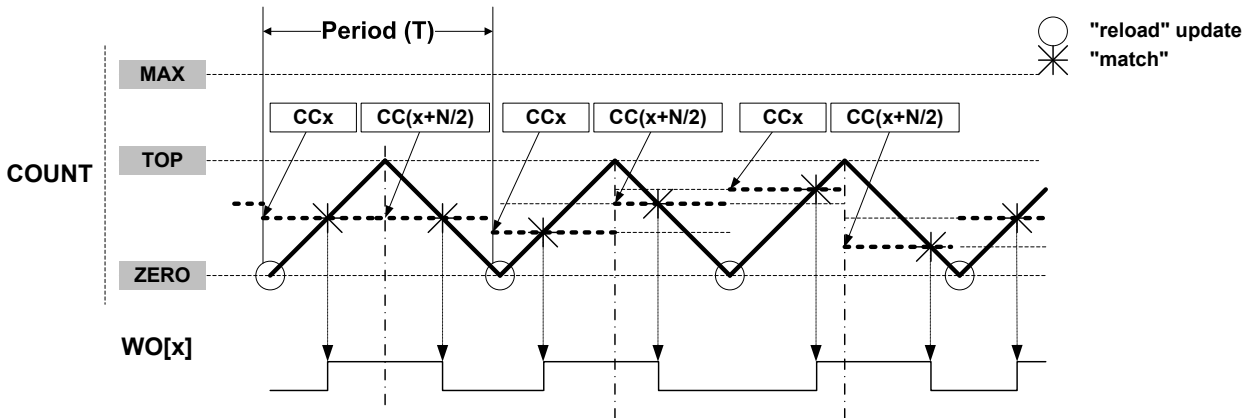 Period (T)
"reload" update
"match"
MAX
CCx
CC(x+N/2)
CCx
CC(x+N/2)
CCx
CC(x+N/2)
TOP
COUNT
ZERO
WO[x]